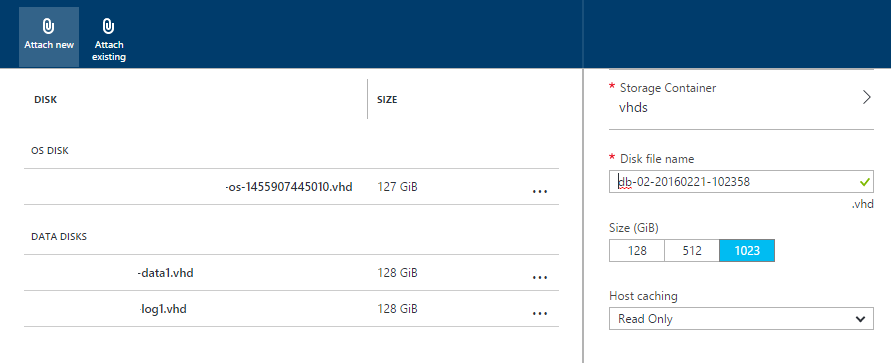 Attach new
Attach existing
DISK SIZE
OS DISK
-os-1455907445010.vhd 127 GiB ...
DATA DISKS
-data1.vhd 128 GiB ...
-log1.vhd 128 GiB ...
* Storage Container
vhds
* Disk file name
db-02-20160221-102358
.vhd
Size (GiB)
128 512 1023
Host caching
Read Only